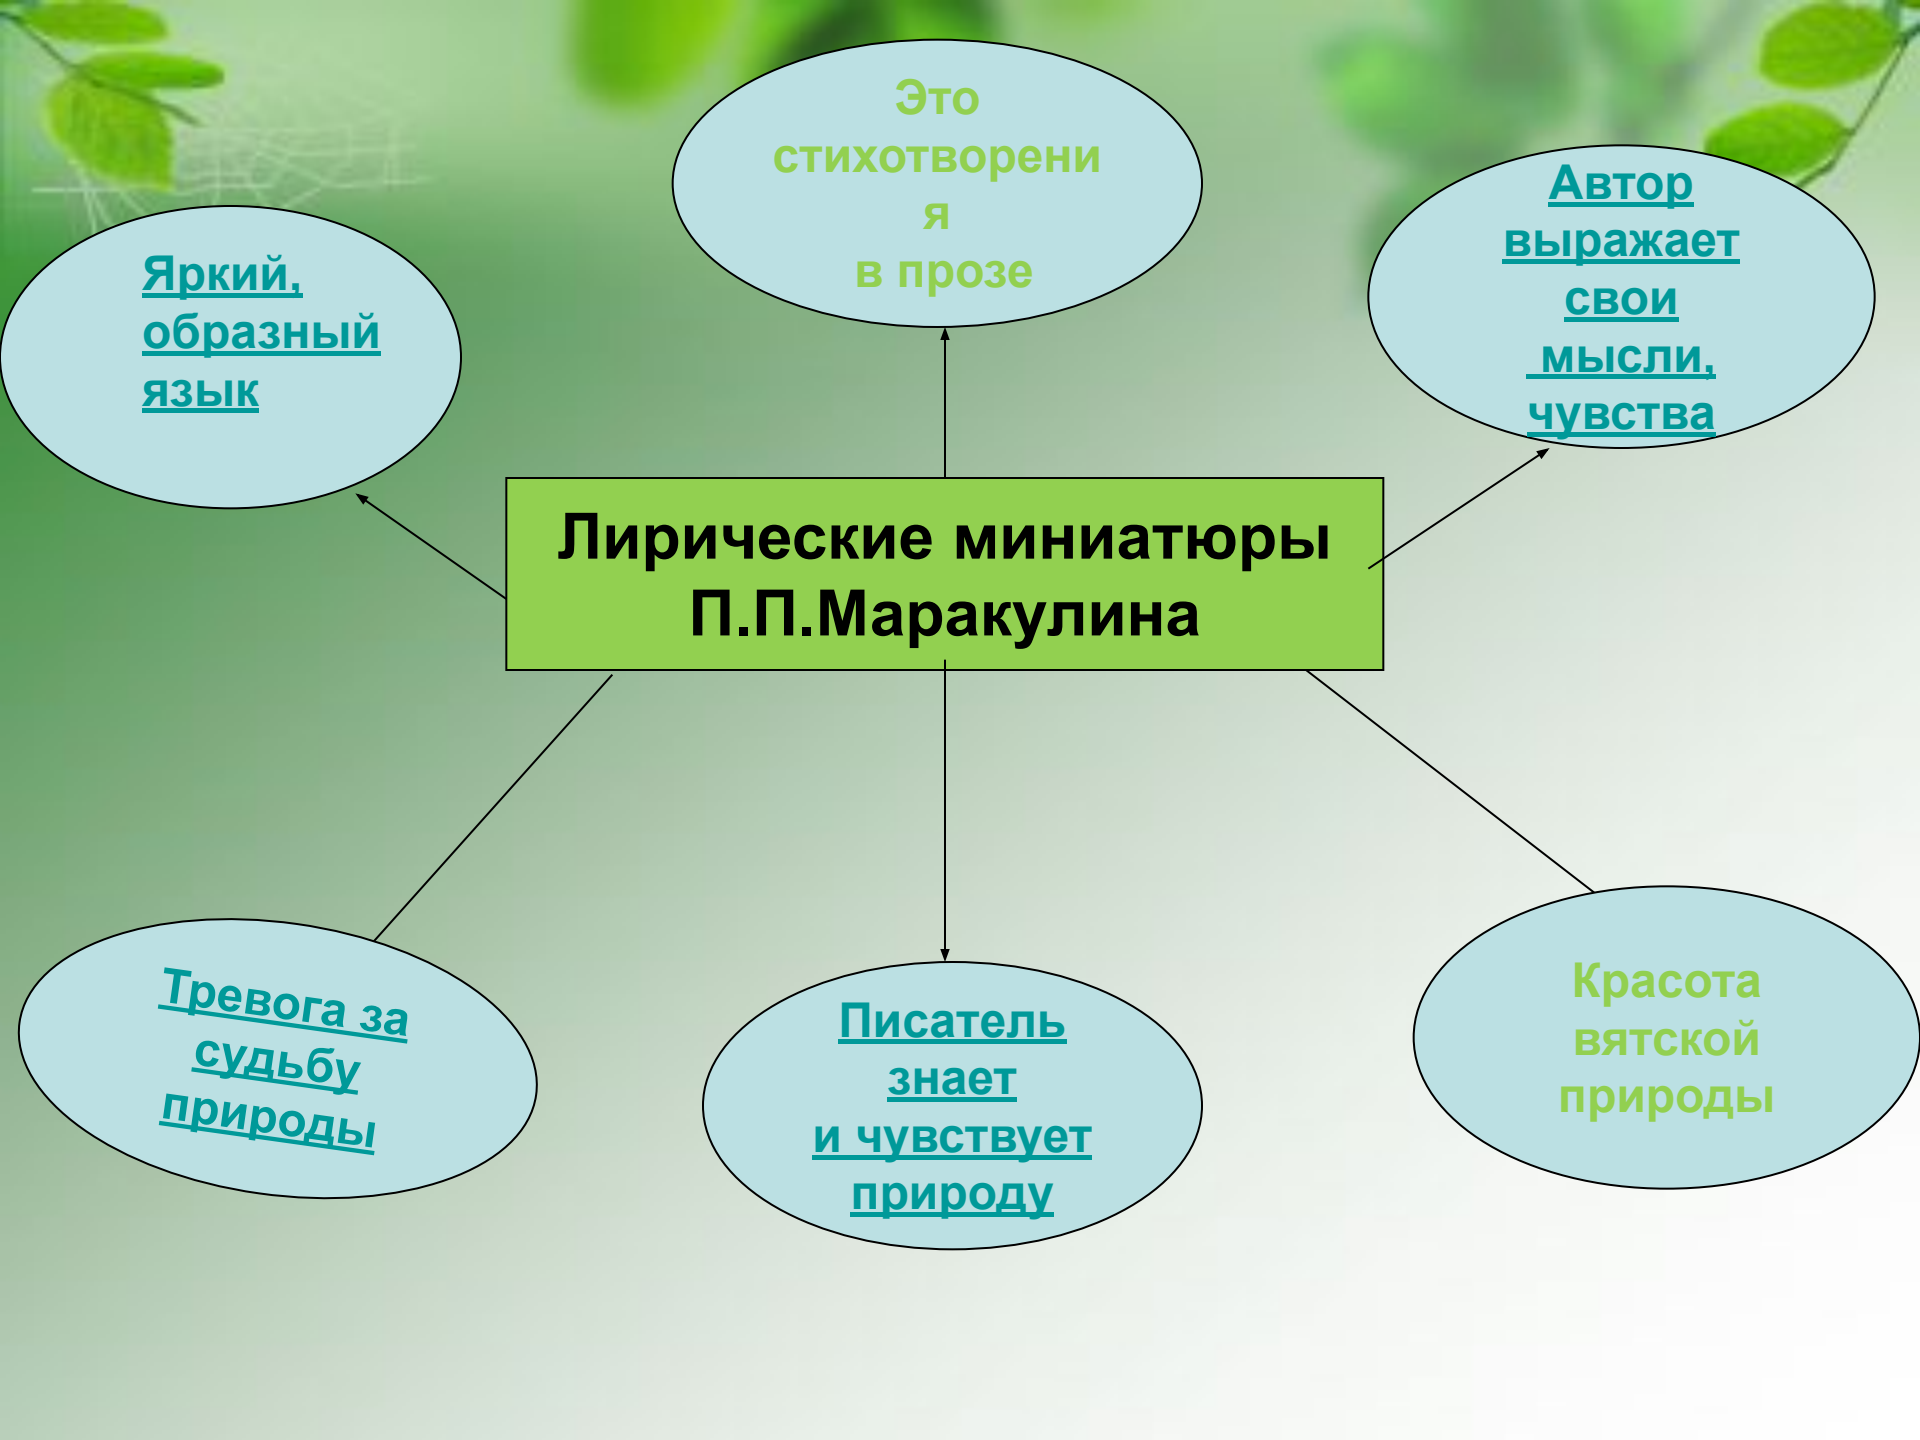 Это
стихотворени
я
в прозе
Автор
выражает
свои
мысли,
чувства
Яркий,
образный
язык
Лирические миниатюры
П.П.Маракулина
Тревога за
судьбу
природы
Писатель
знает
и чувствует
природу
Красота
вятской
природы